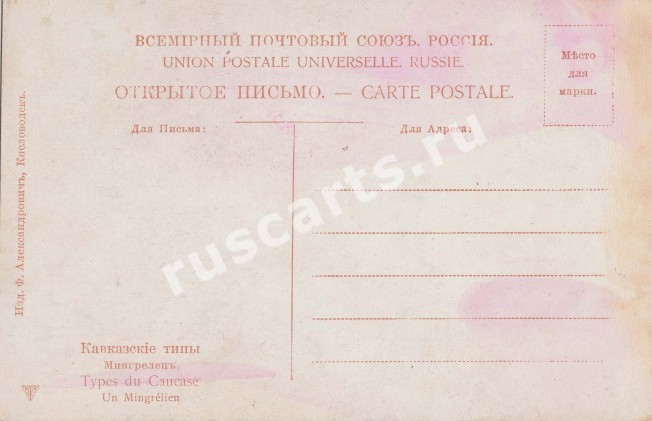 ВСЕМІРНЫЙ ПОЧТОВЫЙ СОЮЗЪ. РОССІЯ.
UNION POSTALE UNIVERSELLE. RUSSIE.
ОТКРЫТОЕ ПИСЬМО. — CARTE POSTALE.
Мѣсто
для
марки.
Для Письма:
Для Адреса:
Изд. Ф. Александровичъ, Кисловодскъ.
ruscarts.ru
Кавказскіе типы
Мингрелецъ.
Types du Caucase
Un Mingrélien